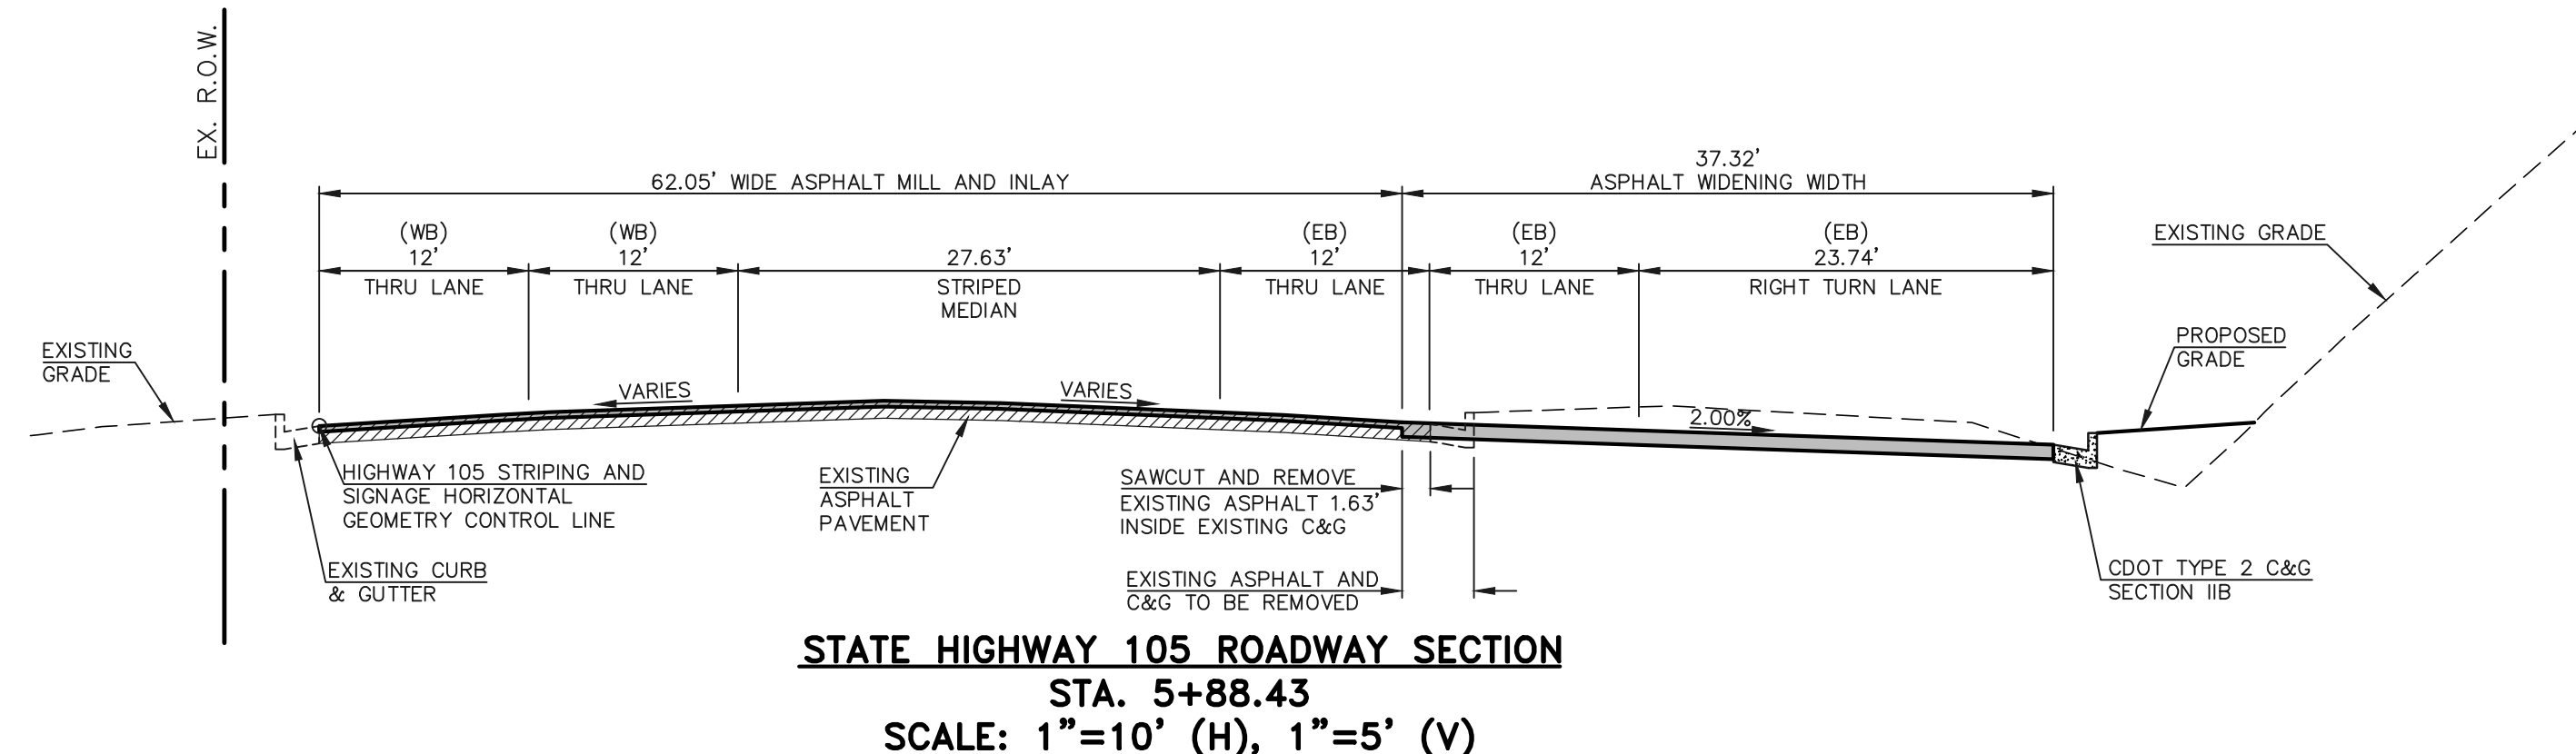 EX. R.O.W.
62.05' WIDE ASPHALT MILL AND INLAY
37.32'
ASPHALT WIDENING WIDTH
(WB)
12'
THRU LANE
(WB)
12'
THRU LANE
27.63'
STRIPED
MEDIAN
(EB)
12'
THRU LANE
(EB)
12'
THRU LANE
(EB)
23.74'
RIGHT TURN LANE
EXISTING GRADE
PROPOSED
GRADE
EXISTING
GRADE
VARIES
VARIES
2.00%
HIGHWAY 105 STRIPING AND
SIGNAGE HORIZONTAL
GEOMETRY CONTROL LINE
EXISTING
ASPHALT
PAVEMENT
SAWCUT AND REMOVE
EXISTING ASPHALT 1.63'
INSIDE EXISTING C&G
EXISTING CURB
& GUTTER
EXISTING ASPHALT AND
C&G TO BE REMOVED
CDOT TYPE 2 C&G
SECTION IIB
STATE HIGHWAY 105 ROADWAY SECTION
STA. 5+88.43
SCALE: 1"=10' (H), 1"=5' (V)